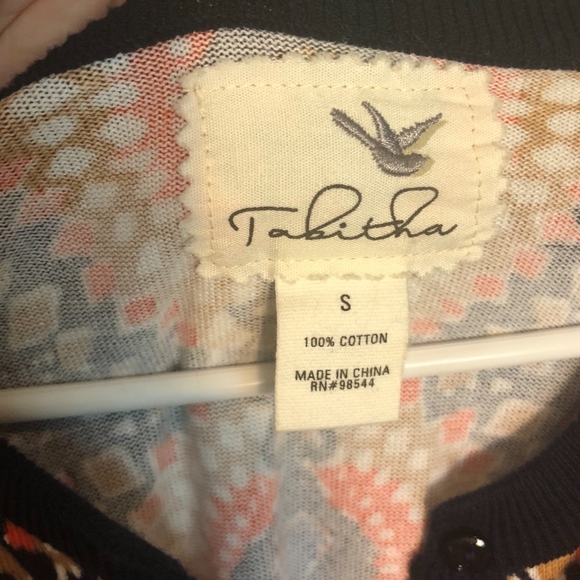 Tabitha
S
100% COTTON
MADE IN CHINA
RN#98544